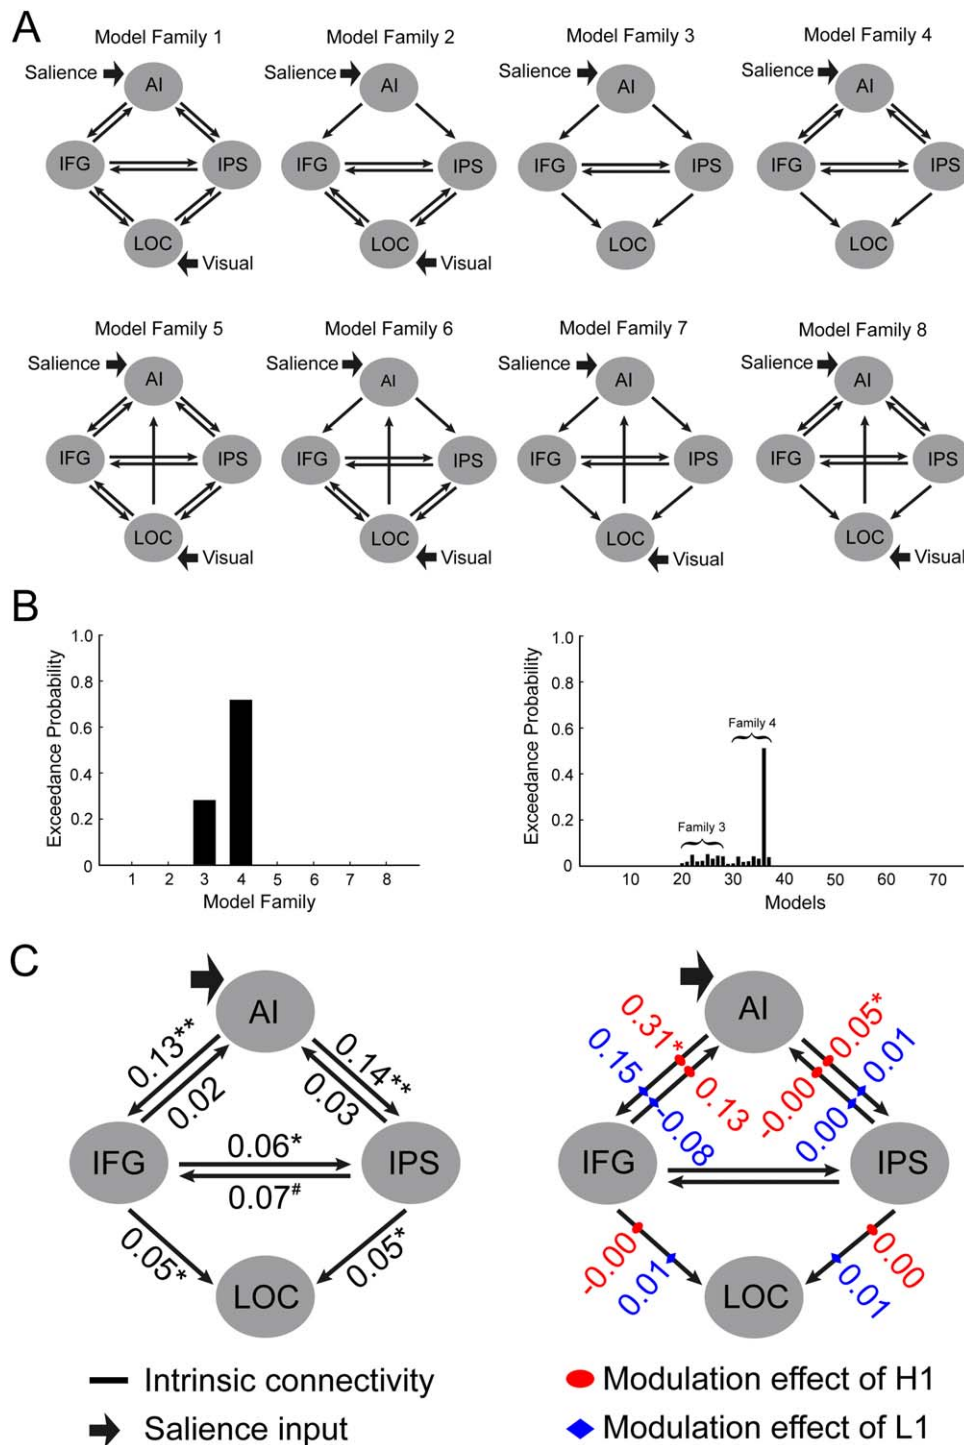 A
Model Family 1
Model Family 2
Model Family 3
Model Family 4
Salience
Salience
Salience
Salience
AI
AI
AI
AI
IFG
IPS
IFG
IPS
IFG
IPS
IFG
IPS
LOC
LOC
LOC
LOC
Visual
Visual
Model Family 5
Model Family 6
Model Family 7
Model Family 8
Salience
Salience
Salience
Salience
AI
AI
AI
AI
IFG
IPS
IFG
IPS
IFG
IPS
IFG
IPS
LOC
LOC
LOC
LOC
Visual
Visual
Visual
Visual
B
Exceedance Probability
1.0
0.8
0.6
0.4
0.2
0
1 2 3 4 5 6 7 8
Model Family
Exceedance Probability
1.0
0.8
0.6
0.4
0.2
0
Family 4
Family 3
10 20 30 40 50 60 70
Models
C
AI
0.13**
0.02
0.14**
0.03
IFG
0.06*
0.07#
IPS
0.05*
0.05*
LOC
Intrinsic connectivity
Salience input
AI
0.31*
0.15
0.13
-0.08
0.05*
0.01
-0.00
0.00
IFG
IPS
-0.00
0.01
0.00
0.01
LOC
Modulation effect of H1
Modulation effect of L1